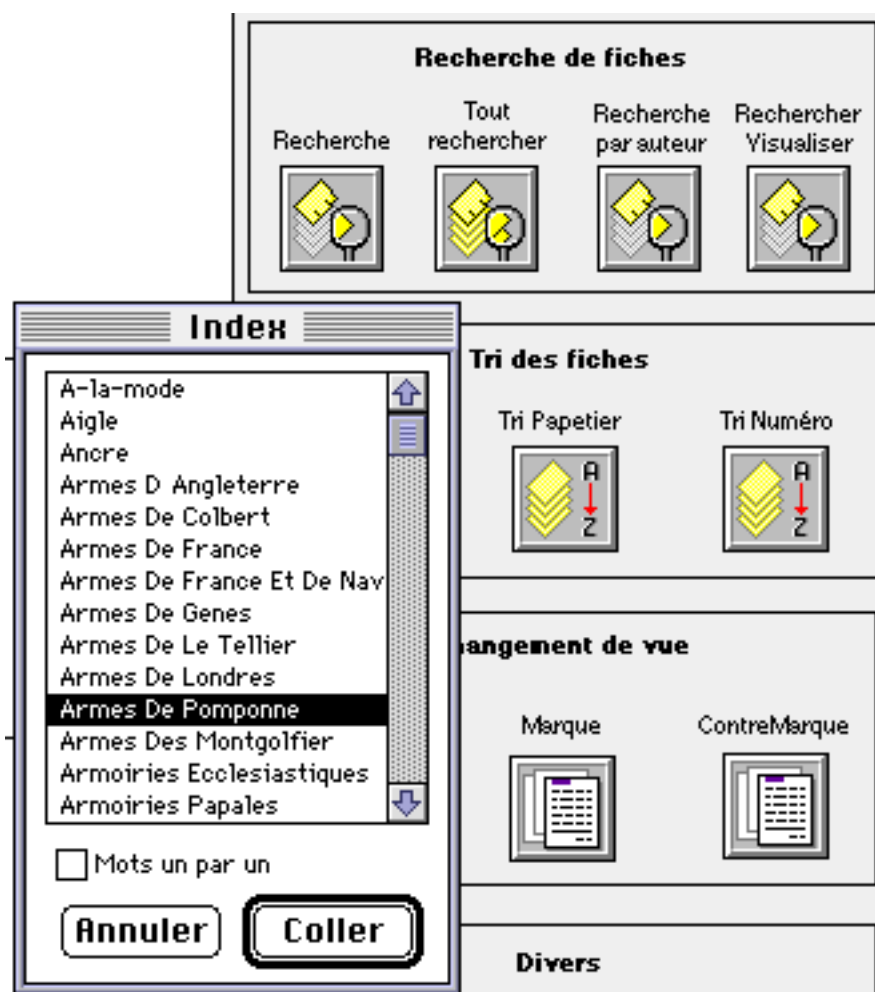 Recherche de fiches
Recherche
Tout
rechercher
Recherche
par auteur
Rechercher
Visualiser
Index
A-la-mode
Aigle
Ancre
Armes D Angleterre
Armes De Colbert
Armes De France
Armes De France Et De Nav
Armes De Genes
Armes De Le Tellier
Armes De Londres
Armes De Pomponne
Armes Des Montgolfier
Armoiries Ecclesiastiques
Armoiries Papales
Mots un par un
Annuler
Coller
Tri des fiches
Tri Papetier
Tri Numéro
A
Z
A
Z
angement de vue
Marque
ContreMarque
Divers